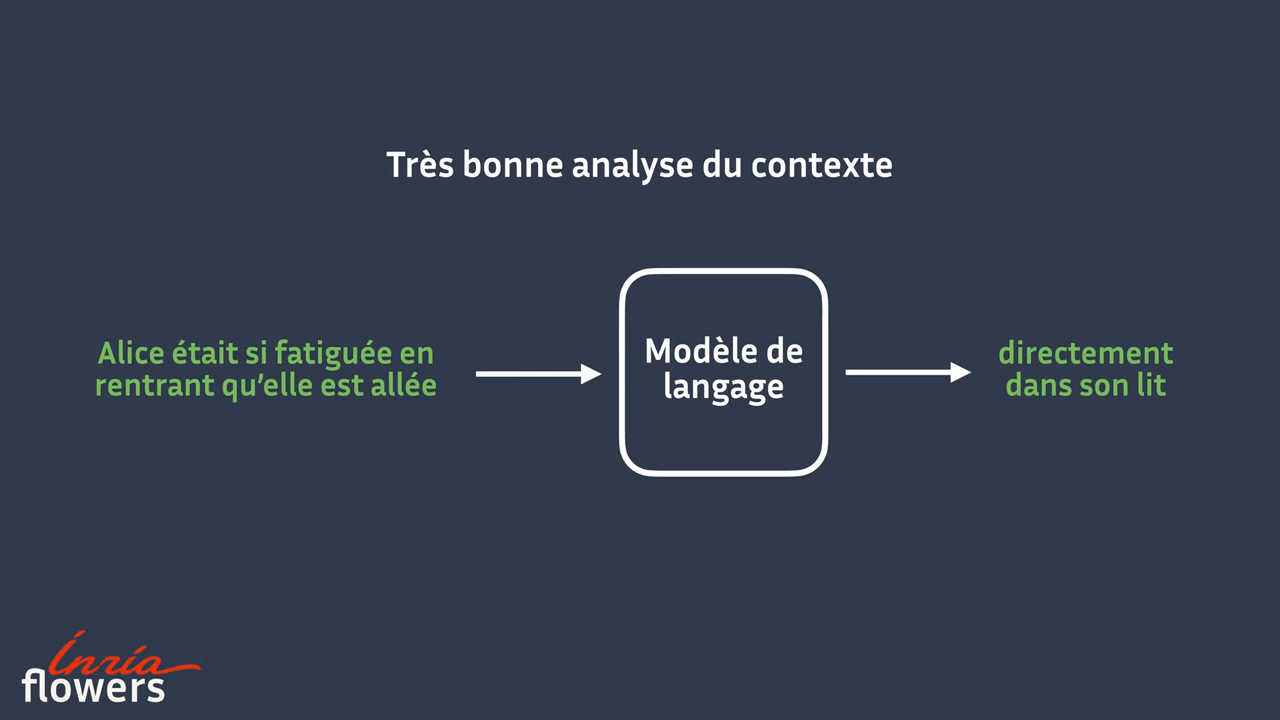 Très bonne analyse du contexte
Alice était si fatiguée en
rentrant qu’elle est allée
Modèle de
langage
directement
dans son lit
Inria
flowers